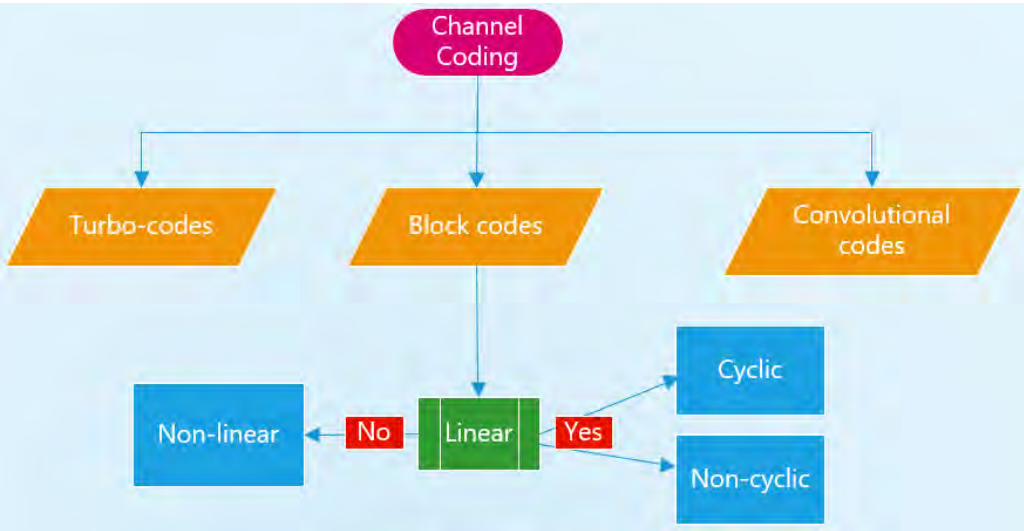 Channel
Coding
Turbo-codes
Block codes
Convolutional
codes
Cyclic
Non-linear
No
Linear
Yes
Non-cyclic